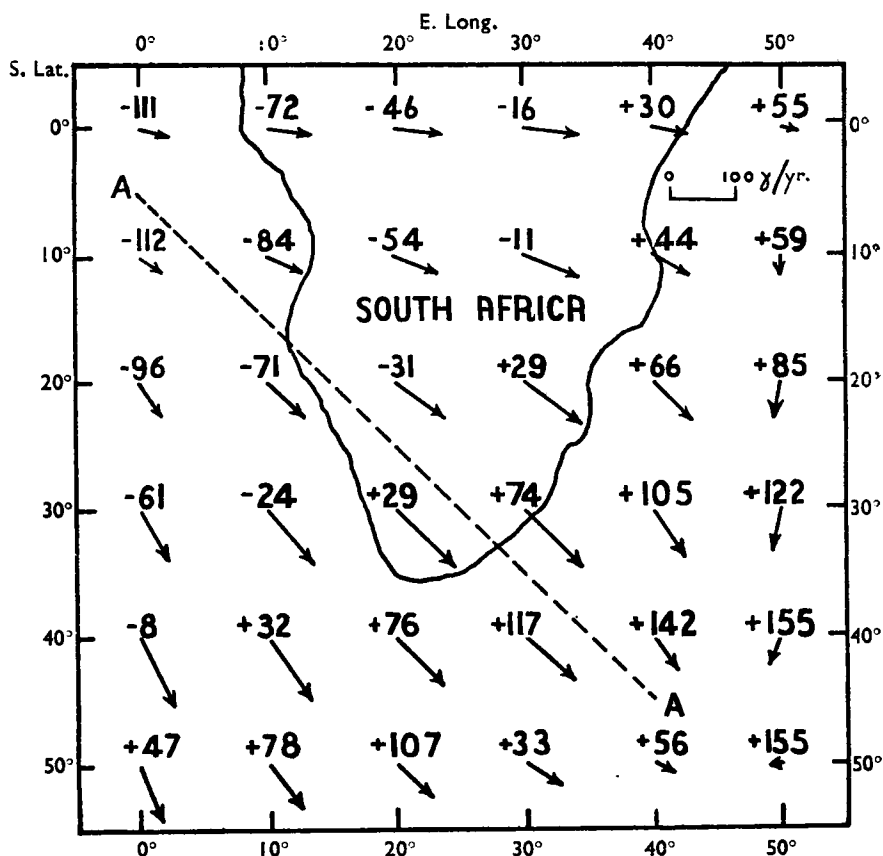 E. Long.
0° 10° 20° 30° 40° 50°
S. Lat.
-111 -72 -46 -16 +30 +55
0° 0°
0 100 γ/yr.
A
-112 -84 -54 -11 +44 +59
10° 10°
SOUTH AFRICA
-96 -71 -31 +29 +66 +85
20° 20°
-61 -24 +29 +74 +105 +122
30° 30°
-8 +32 +76 +117 +142 +155
40° 40°
A
+47 +78 +107 +33 +56 +155
50° 50°
0° 10° 20° 30° 40° 50°